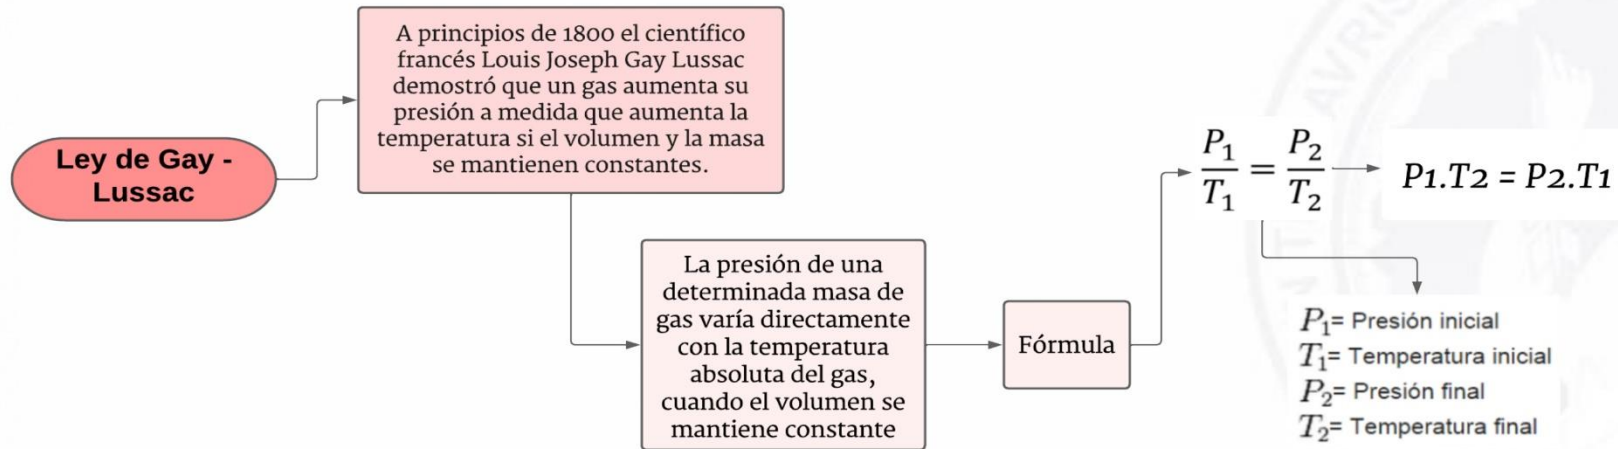 Ley de Gay -
Lussac
A principios de 1800 el científico
francés Louis Joseph Gay Lussac
demostró que un gas aumenta su
presión a medida que aumenta la
temperatura si el volumen y la masa
se mantienen constantes.
La presión de una
determinada masa de
gas varía directamente
con la temperatura
absoluta del gas,
cuando el volumen se
mantiene constante
Fórmula
P₁/T₁ = P₂/T₂
P1.T2 = P2.T1
P₁= Presión inicial
T₁= Temperatura inicial
P₂= Presión final
T₂= Temperatura final